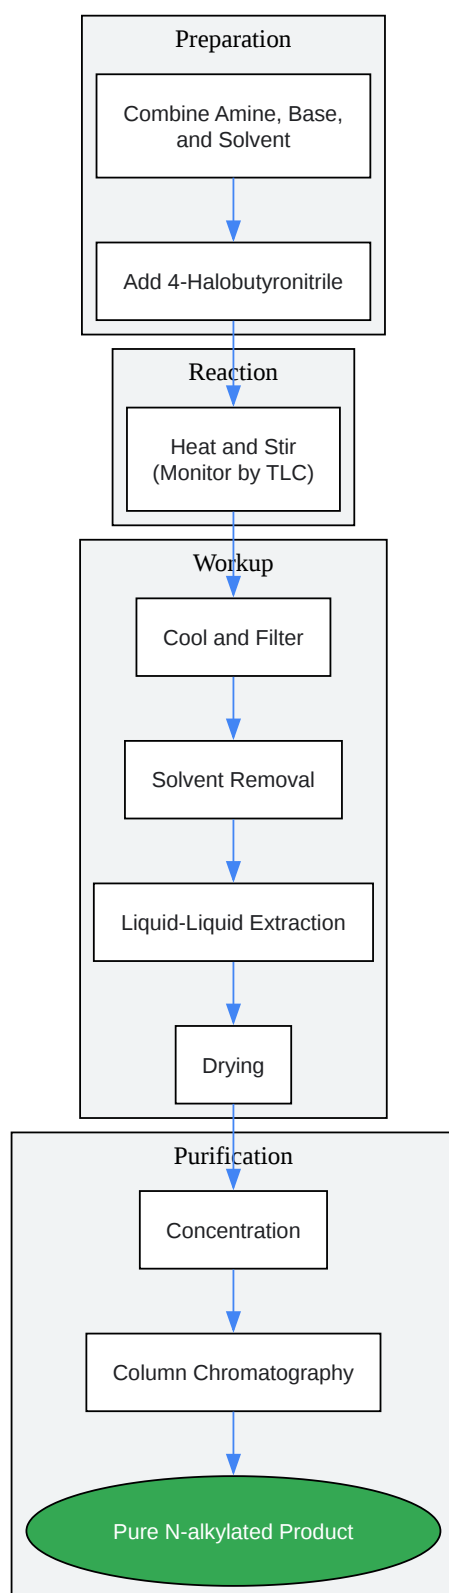 Preparation
Combine Amine, Base,
and Solvent
Add 4-Halobutyronitrile
Reaction
Heat and Stir
(Monitor by TLC)
Workup
Cool and Filter
Solvent Removal
Liquid-Liquid Extraction
Drying
Purification
Concentration
Column Chromatography
Pure N-alkylated Product